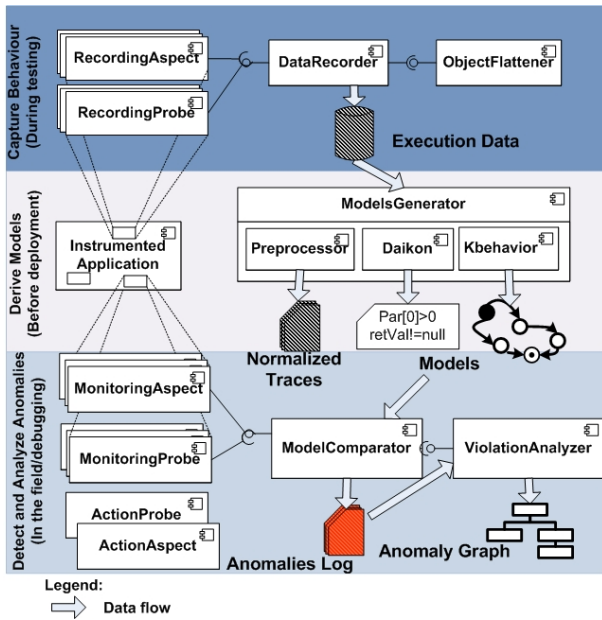 Capture Behaviour
(During testing)
RecordingAspect
RecordingProbe
DataRecorder
ObjectFlattener
Execution Data
Derive Models
(Before deployment)
Instrumented
Application
ModelsGenerator
Preprocessor
Daikon
Kbehavior
Par[0]>0
retVal!=null
Normalized
Traces
Models
Detect and Analyze Anomalies
(In the field/debugging)
MonitoringAspect
MonitoringProbe
ActionProbe
ActionAspect
ModelComparator
ViolationAnalyzer
Anomalies Log
Anomaly Graph
Legend:
Data flow